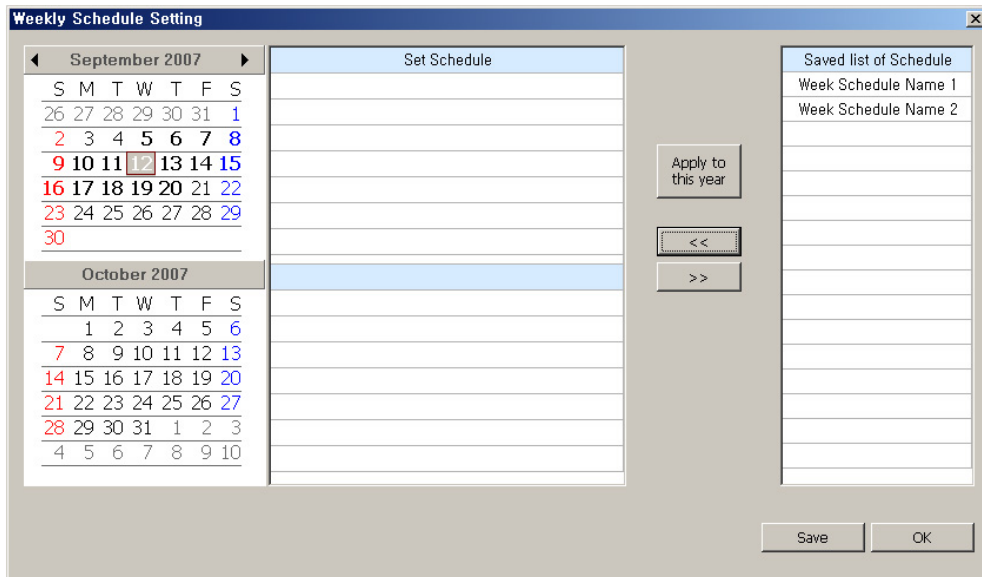 Weekly Schedule Setting
September 2007
S M T W T F S
26 27 28 29 30 31 1
2 3 4 5 6 7 8
9 10 11 12 13 14 15
16 17 18 19 20 21 22
23 24 25 26 27 28 29
30
October 2007
S M T W T F S
1 2 3 4 5 6
7 8 9 10 11 12 13
14 15 16 17 18 19 20
21 22 23 24 25 26 27
28 29 30 31 1 2 3
4 5 6 7 8 9 10
Set Schedule
Apply to
this year
<<
>>
Saved list of Schedule
Week Schedule Name 1
Week Schedule Name 2
Save
OK